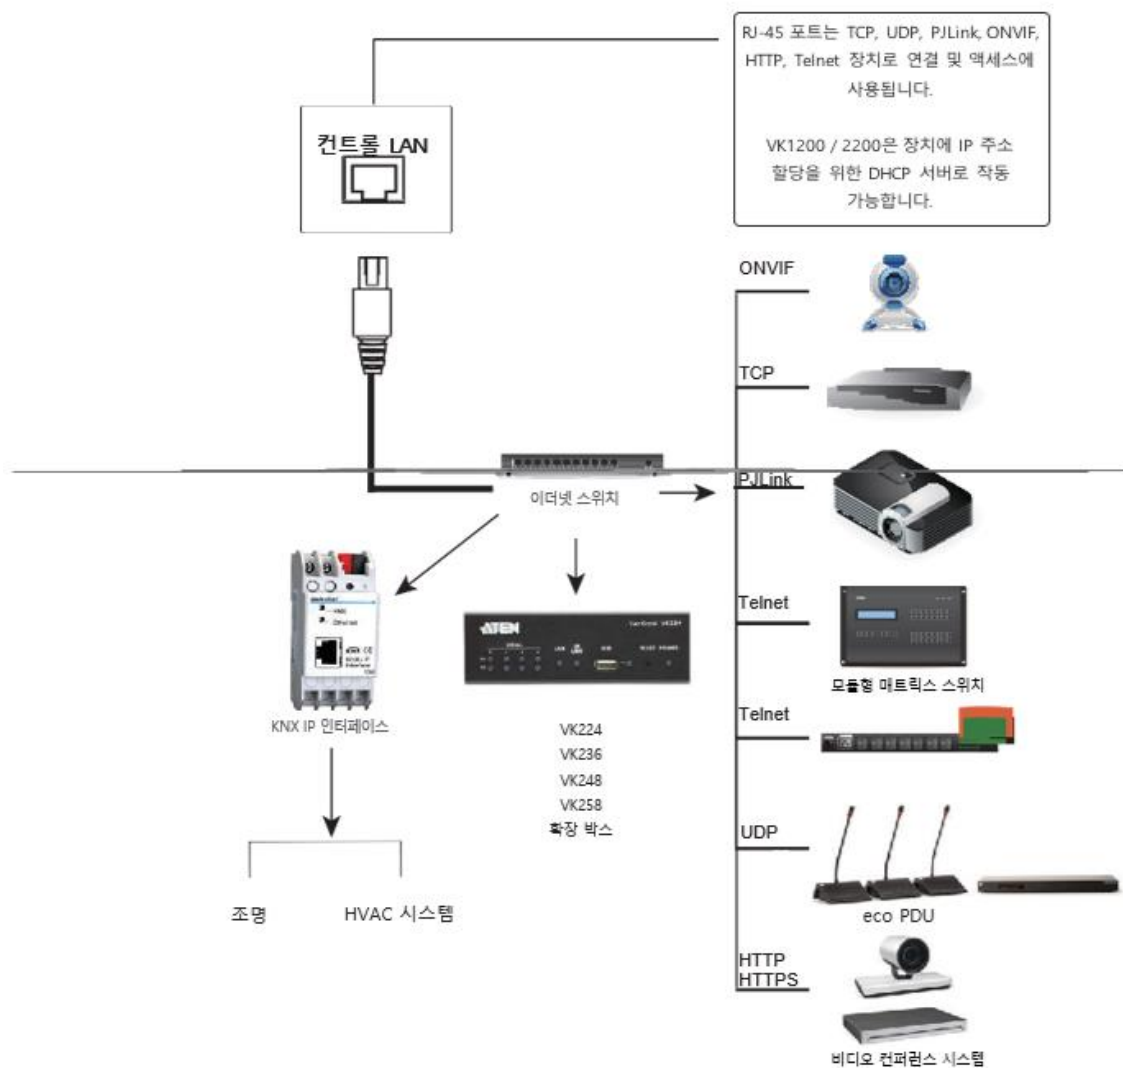 RJ-45 포트는 TCP, UDP, PJLink, ONVIF,
HTTP, Telnet 장치로 연결 및 액세스에
사용됩니다.
VK1200 / 2200은 장치에 IP 주소
할당을 위한 DHCP 서버로 작동
가능합니다.
컨트롤 LAN
ONVIF
TCP
PJLink
이더넷 스위치
Telnet
모듈형 매트릭스 스위치
ATEN
KNX IP 인터페이스
VK224
VK236
VK248
VK258
확장 박스
Telnet
UDP
eco PDU
조명
HVAC 시스템
HTTP
HTTPS
비디오 컨퍼런스 시스템